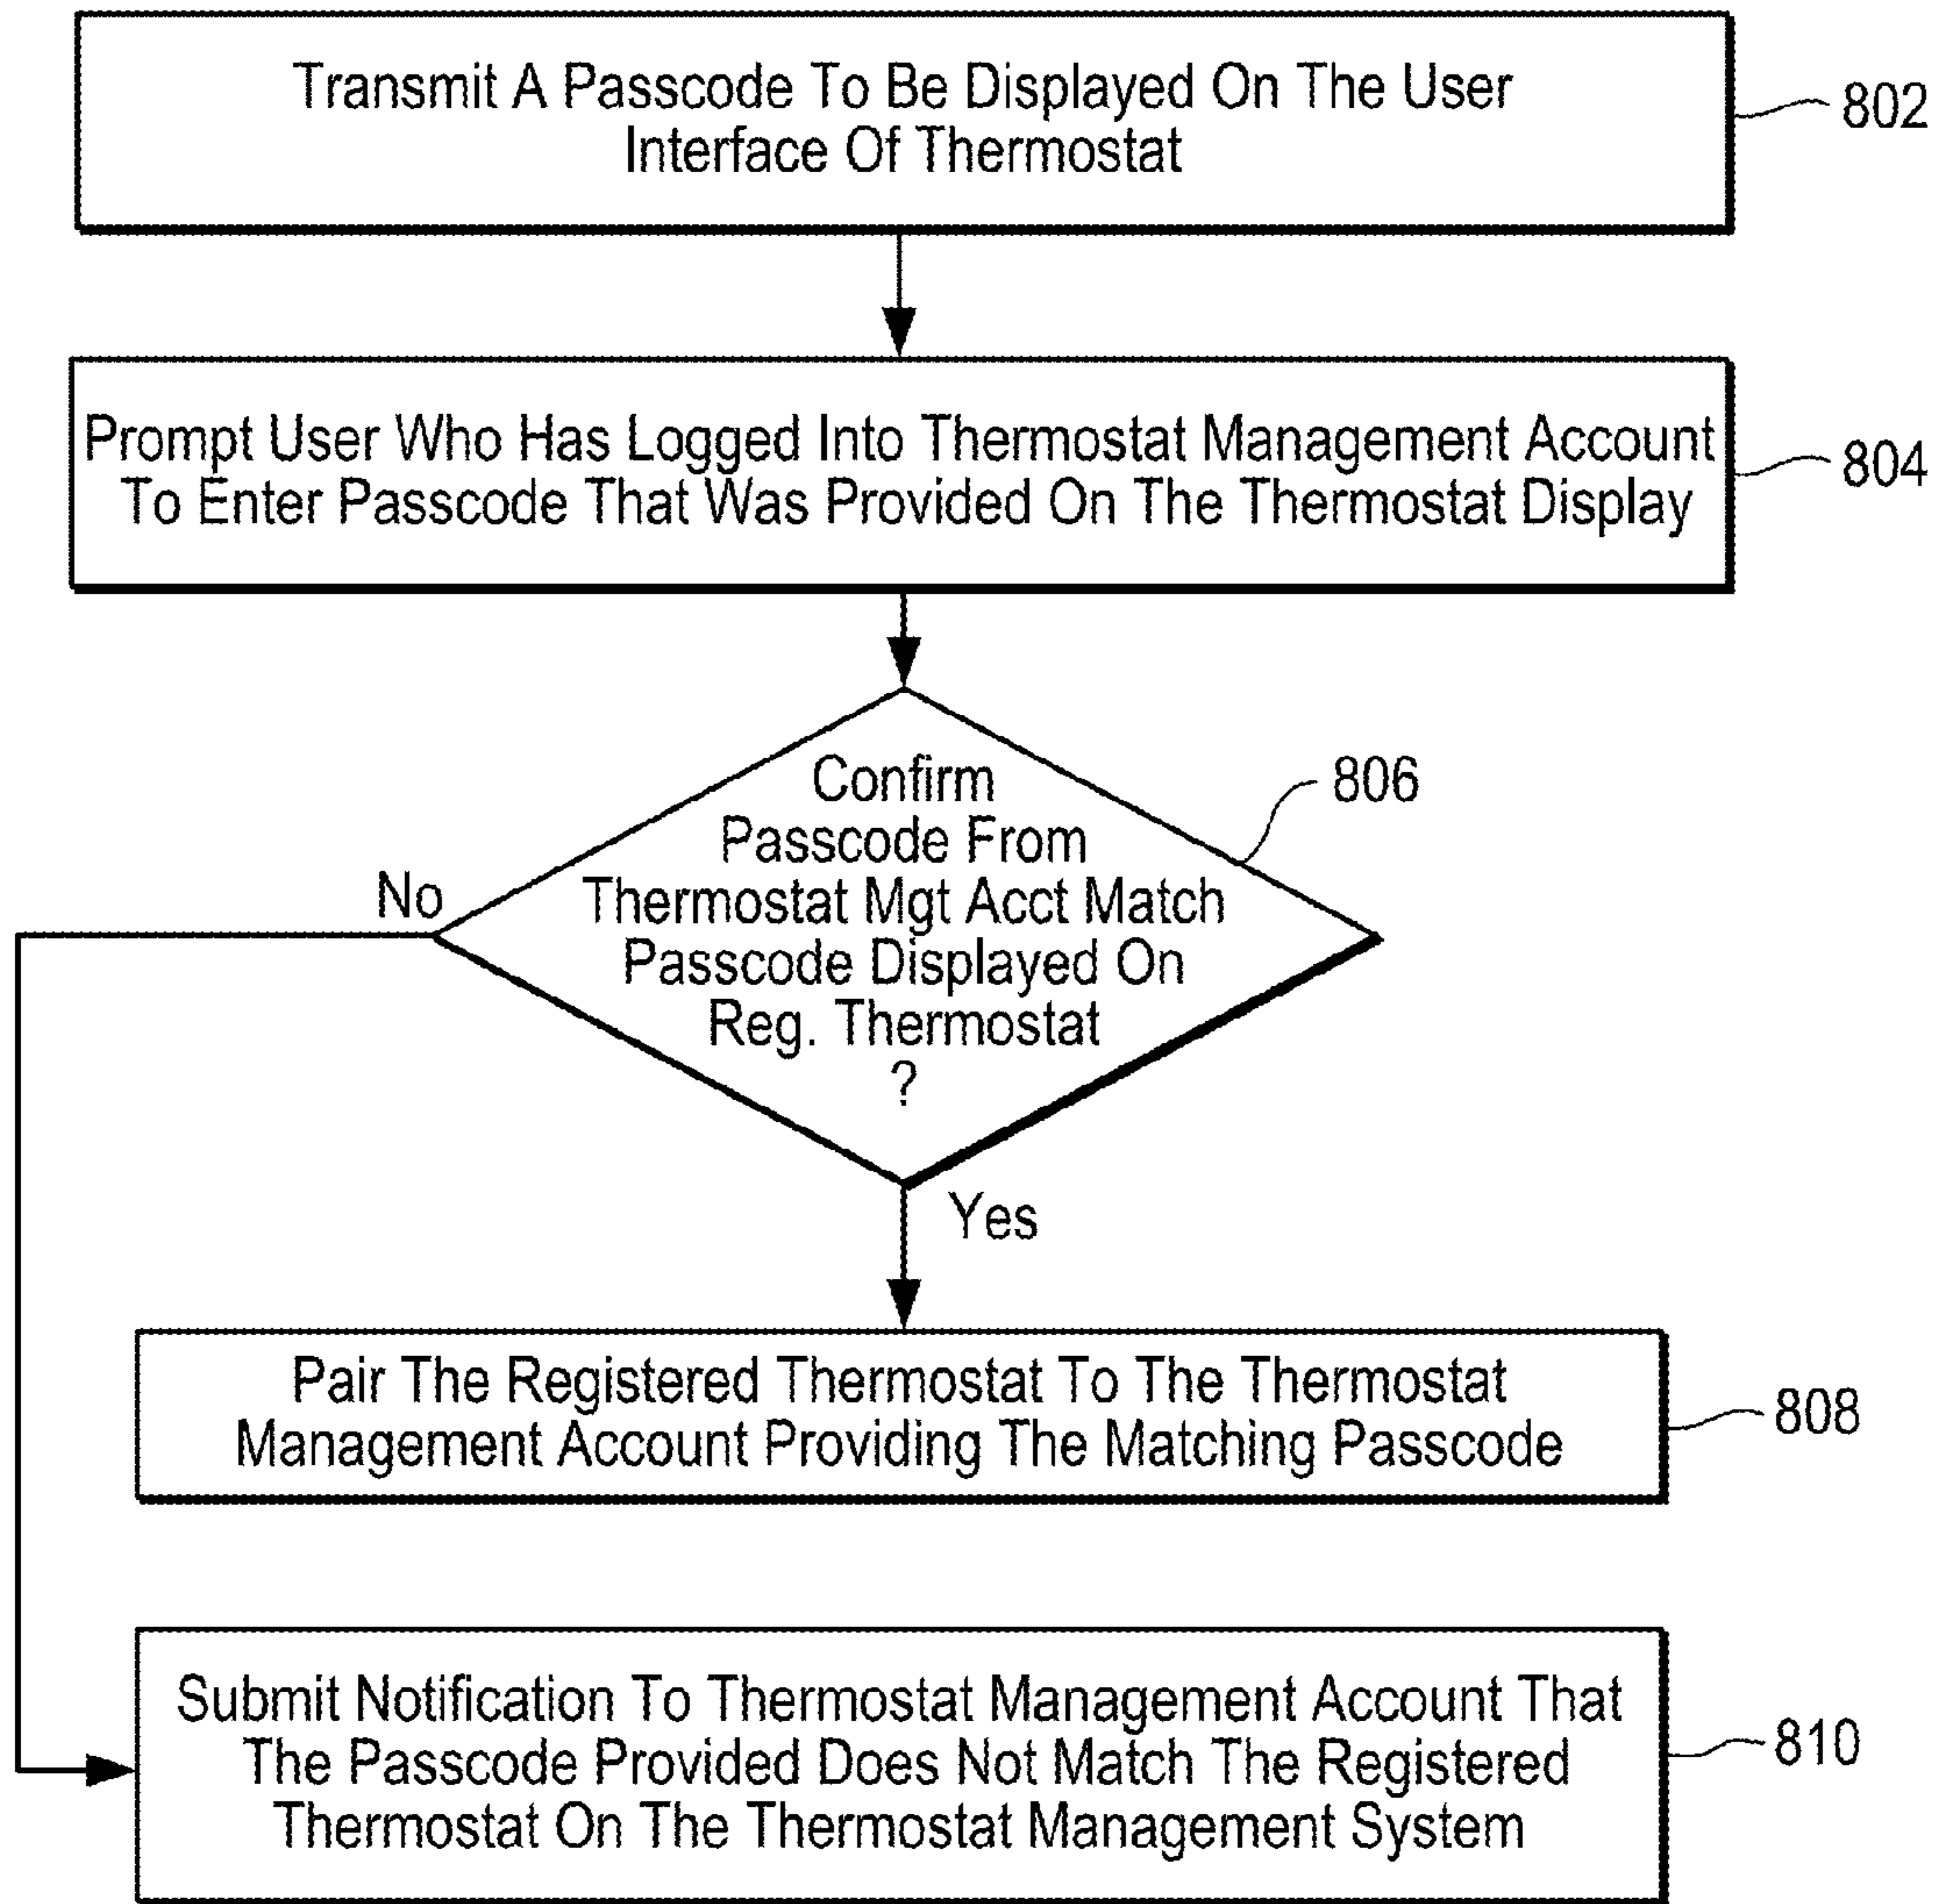 Transmit A Passcode To Be Displayed On The User
Interface Of Thermostat
802
Prompt User Who Has Logged Into Thermostat Management Account
To Enter Passcode That Was Provided On The Thermostat Display
804
Confirm
Passcode From
Thermostat Mgt Acct Match
Passcode Displayed On
Reg. Thermostat
?
806
No
Yes
Pair The Registered Thermostat To The Thermostat
Management Account Providing The Matching Passcode
808
Submit Notification To Thermostat Management Account That
The Passcode Provided Does Not Match The Registered
Thermostat On The Thermostat Management System
810